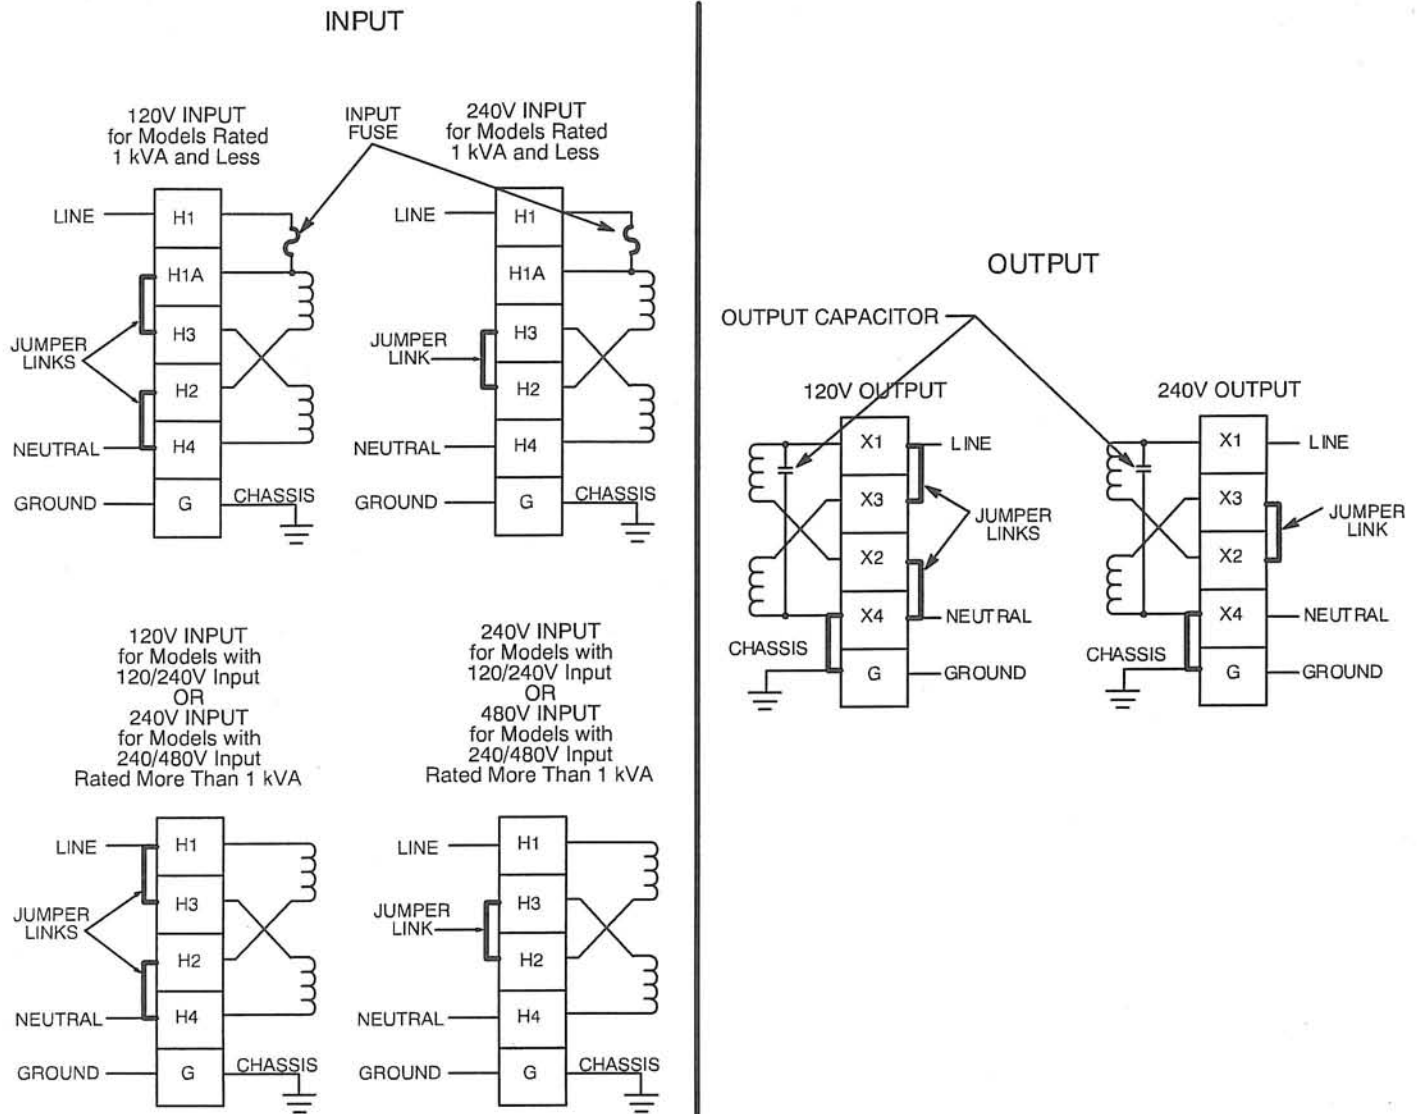 INPUT
120V INPUT
for Models Rated
1 kVA and Less
INPUT
FUSE
240V INPUT
for Models Rated
1 kVA and Less
LINE
H1
H1A
H3
H2
H4
G
JUMPER
LINKS
NEUTRAL
GROUND
CHASSIS
LINE
H1
H1A
H3
H2
H4
G
JUMPER
LINK
NEUTRAL
GROUND
CHASSIS
120V INPUT
for Models with
120/240V Input
OR
240V INPUT
for Models with
240/480V Input
Rated More Than 1 kVA
240V INPUT
for Models with
120/240V Input
OR
480V INPUT
for Models with
240/480V Input
Rated More Than 1 kVA
LINE
H1
H3
H2
H4
G
JUMPER
LINKS
NEUTRAL
GROUND
CHASSIS
LINE
H1
H3
H2
H4
G
JUMPER
LINK
NEUTRAL
GROUND
CHASSIS
OUTPUT
OUTPUT CAPACITOR
120V OUTPUT
X1
X3
X2
X4
G
LINE
JUMPER
LINKS
NEUTRAL
CHASSIS
GROUND
240V OUTPUT
X1
X3
X2
X4
G
LINE
JUMPER
LINK
NEUTRAL
CHASSIS
GROUND